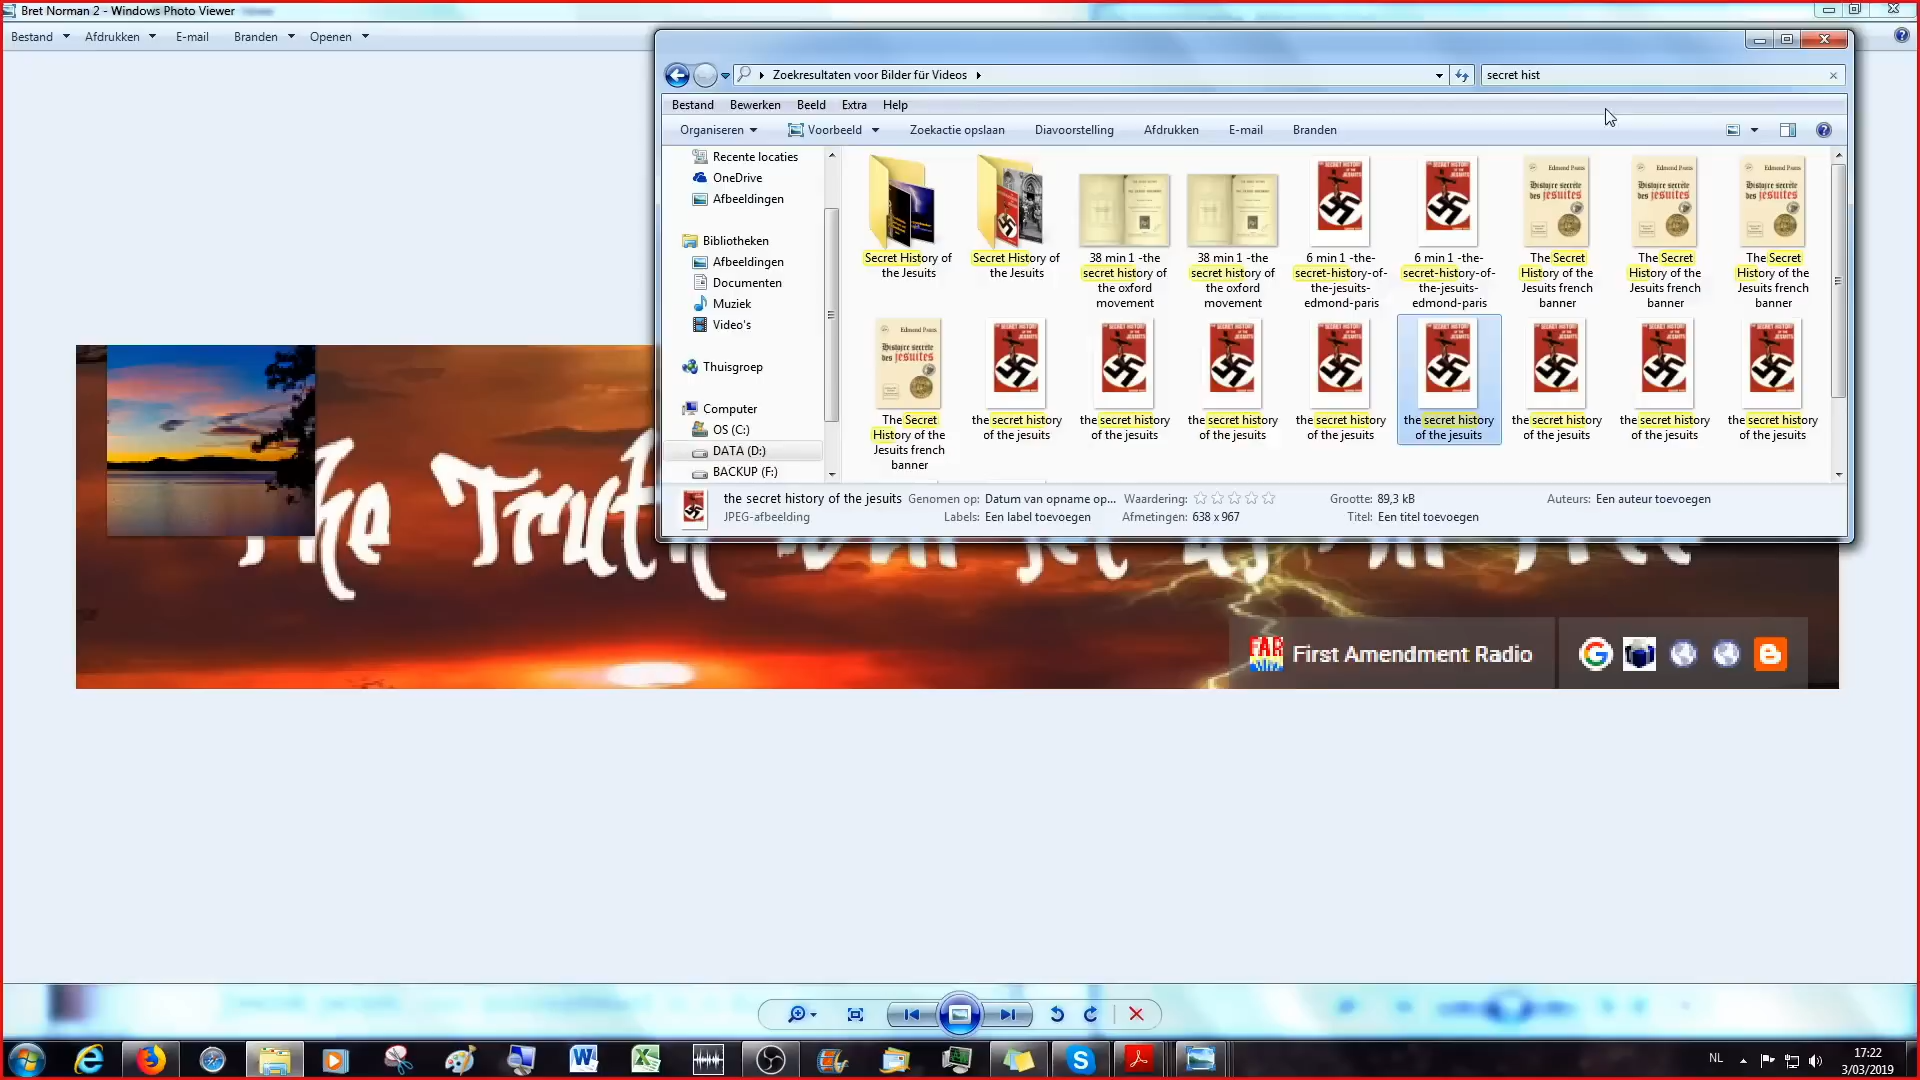 Bret Norman 2 - Windows Photo Viewer
Bestand Afdrukken E-mail Branden Openen
Zoekresultaten voor Bilder für Videos
secret hist
Bestand Bewerken Beeld Extra Help
Organiseren Voorbeeld Zoekactie opslaan Diavoorstelling Afdrukken E-mail Branden
Recente locaties
OneDrive
Afbeeldingen
Bibliotheken
Afbeeldingen
Documenten
Muziek
Video's
Thuisgroep
Computer
OS (C:)
DATA (D:)
BACKUP (F:)
Secret History of
the Jesuits
Secret History of
the Jesuits
38 min 1 -the
secret history of
the oxford
movement
38 min 1 -the
secret history of
the oxford
movement
6 min 1 -the-
secret-history-of-
the-jesuits-
edmond-paris
6 min 1 -the-
secret-history-of-
the-jesuits-
edmond-paris
The Secret
History of the
Jesuits french
banner
The Secret
History of the
Jesuits french
banner
The Secret
History of the
Jesuits french
banner
The Secret
History of the
Jesuits french
banner
the secret history
of the jesuits
the secret history
of the jesuits
the secret history
of the jesuits
the secret history
of the jesuits
the secret history
of the jesuits
the secret history
of the jesuits
the secret history
of the jesuits
the secret history
of the jesuits
the secret history of the jesuits Genomen op: Datum van opname op... Waardering: Grootte: 89,3 kB Auteurs: Een auteur toevoegen
JPEG-afbeelding Labels: Een label toevoegen Afmetingen: 638 x 967 Titel: Een titel toevoegen
The Truth
First Amendment Radio
NL
17:22
3/03/2019